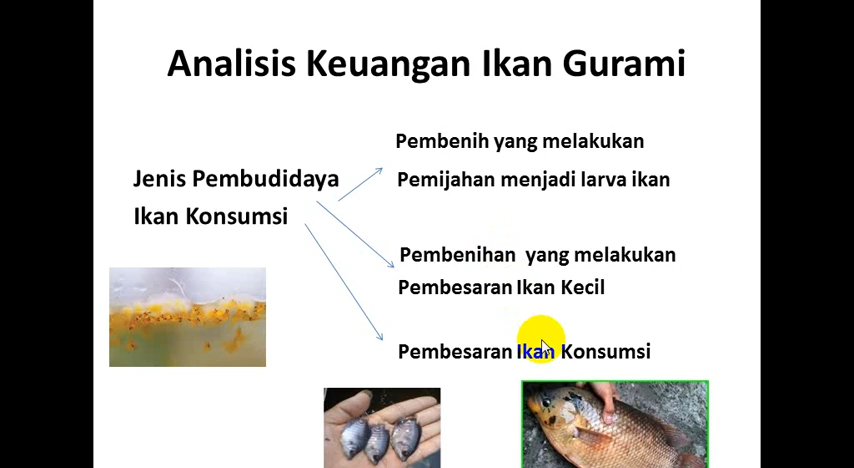 Analisis Keuangan Ikan Gurami
Jenis Pembudidaya
Ikan Konsumsi
Pembenih yang melakukan
Pemijahan menjadi larva ikan
Pembenihan yang melakukan
Pembesaran Ikan Kecil
Pembesaran Ikan Konsumsi